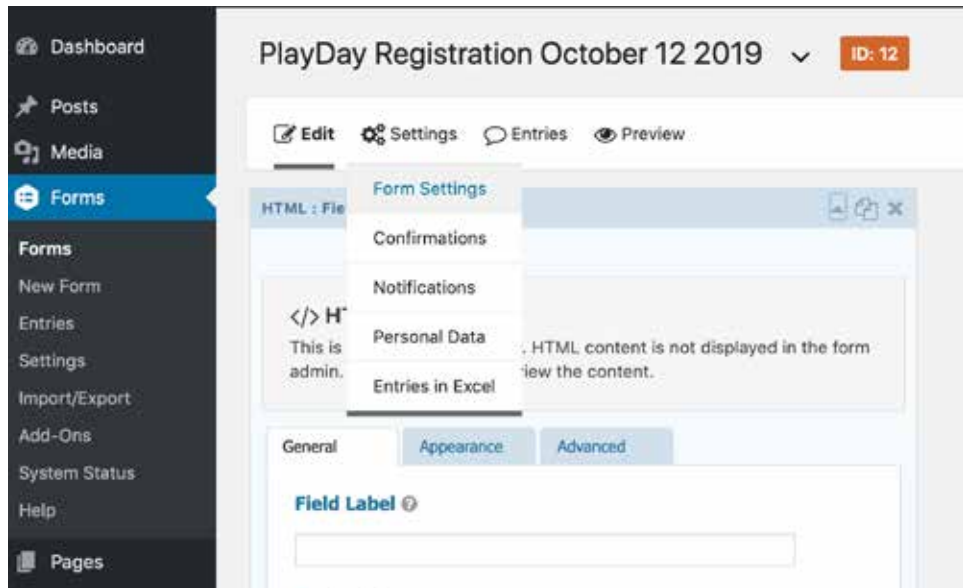 Dashboard
Posts
Media
Forms
Forms
New Form
Entries
Settings
Import/Export
Add-Ons
System Status
Help
Pages
PlayDay Registration October 12 2019
ID: 12
Edit Settings Entries Preview
Form Settings
Confirmations
Notifications
Personal Data
Entries in Excel
HTML : Fie
</> H
This is . HTML content is not displayed in the form
admin. view the content.
General Appearance Advanced
Field Label